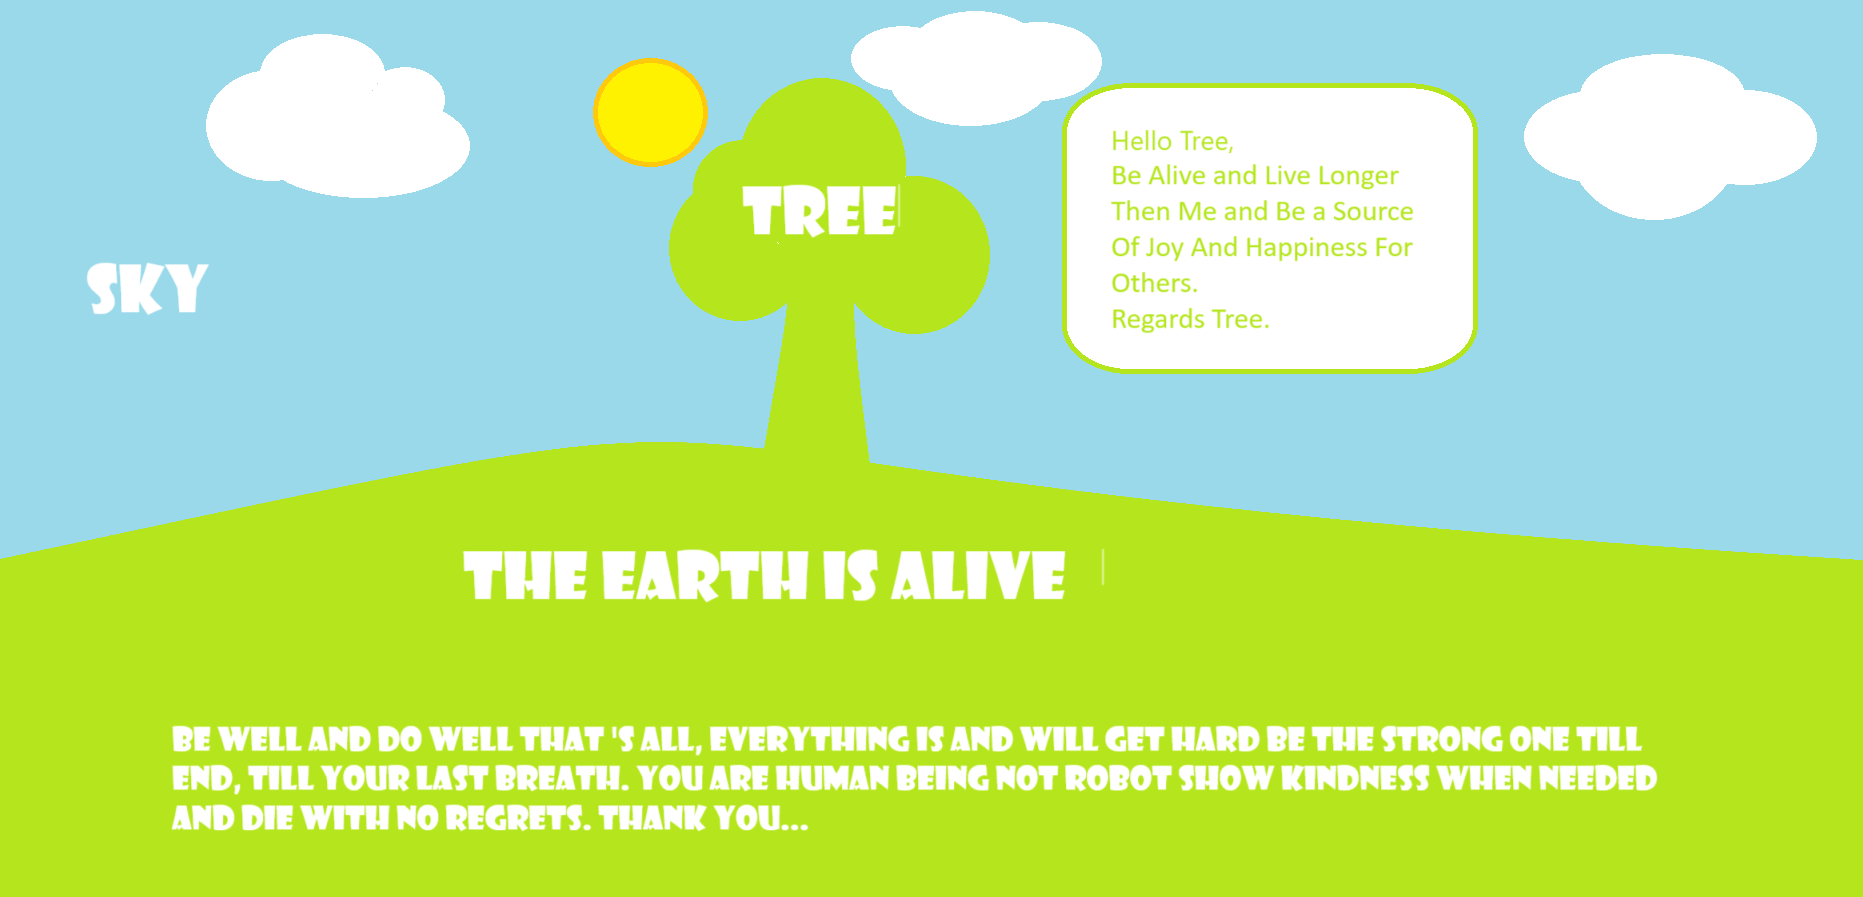 TREE
Hello Tree,
Be Alive and Live Longer
Then Me and Be a Source
Of Joy And Happiness For
Others.
Regards Tree.
SKY
THE EARTH IS ALIVE
BE WELL AND DO WELL THAT 'S ALL, EVERYTHING IS AND WILL GET HARD BE THE STRONG ONE TILL
END, TILL YOUR LAST BREATH. YOU ARE HUMAN BEING NOT ROBOT SHOW KINDNESS WHEN NEEDED
AND DIE WITH NO REGRETS. THANK YOU...